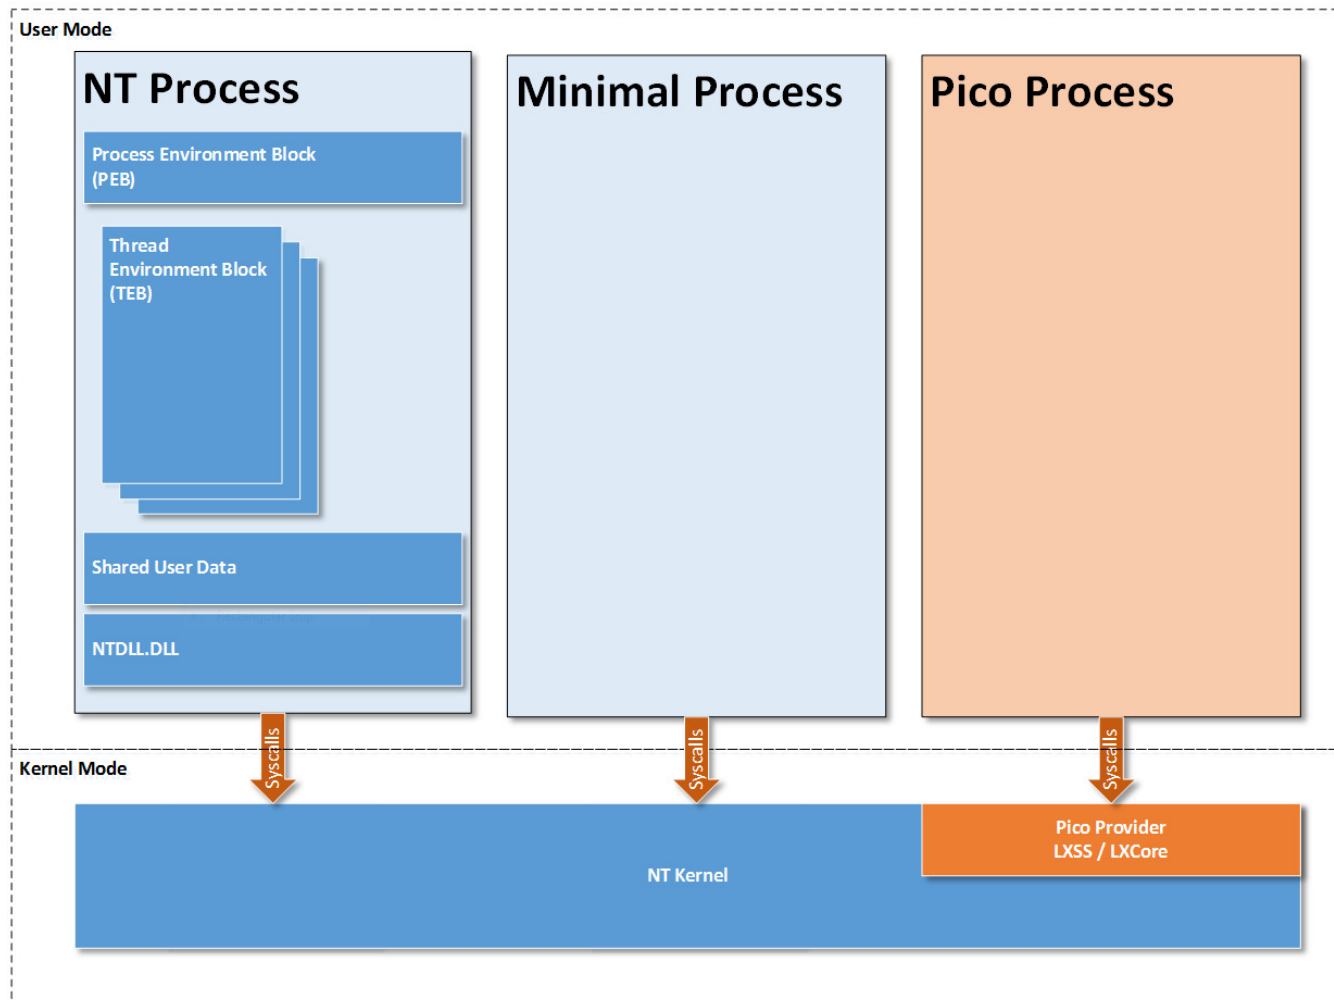 User Mode
NT Process
Process Environment Block
(PEB)
Thread
Environment Block
(TEB)
Shared User Data
NTDLL.DLL
Minimal Process
Pico Process
Syscalls
Syscalls
Syscalls
Kernel Mode
Pico Provider
LXSS / LXCore
NT Kernel